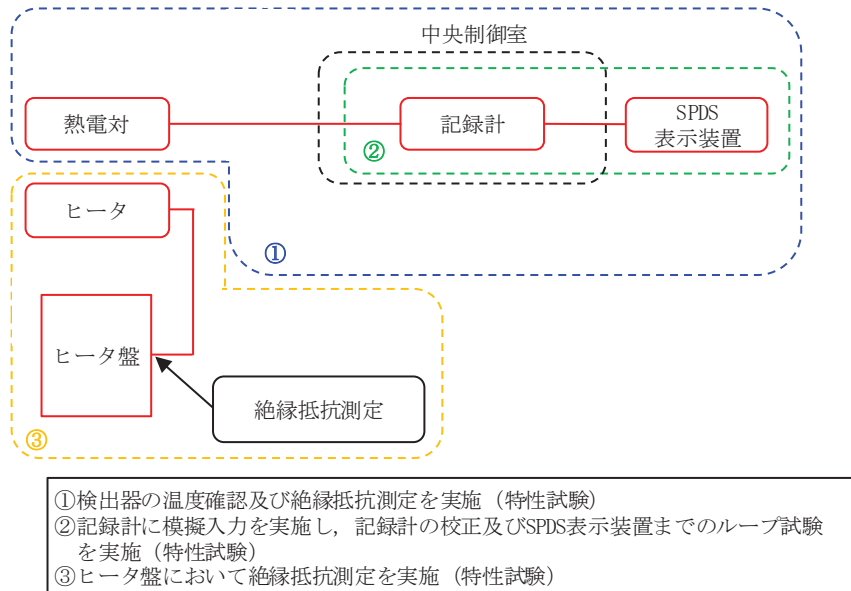 中央制御室
熱電対
記録計
SPDS
表示装置
②
ヒータ
①
ヒータ盤
絶縁抵抗測定
③
①検出器の温度確認及び絶縁抵抗測定を実施（特性試験）
②記録計に模擬入力を実施し，記録計の校正及びSPDS表示装置までのループ試験
を実施（特性試験）
③ヒータ盤において絶縁抵抗測定を実施（特性試験）